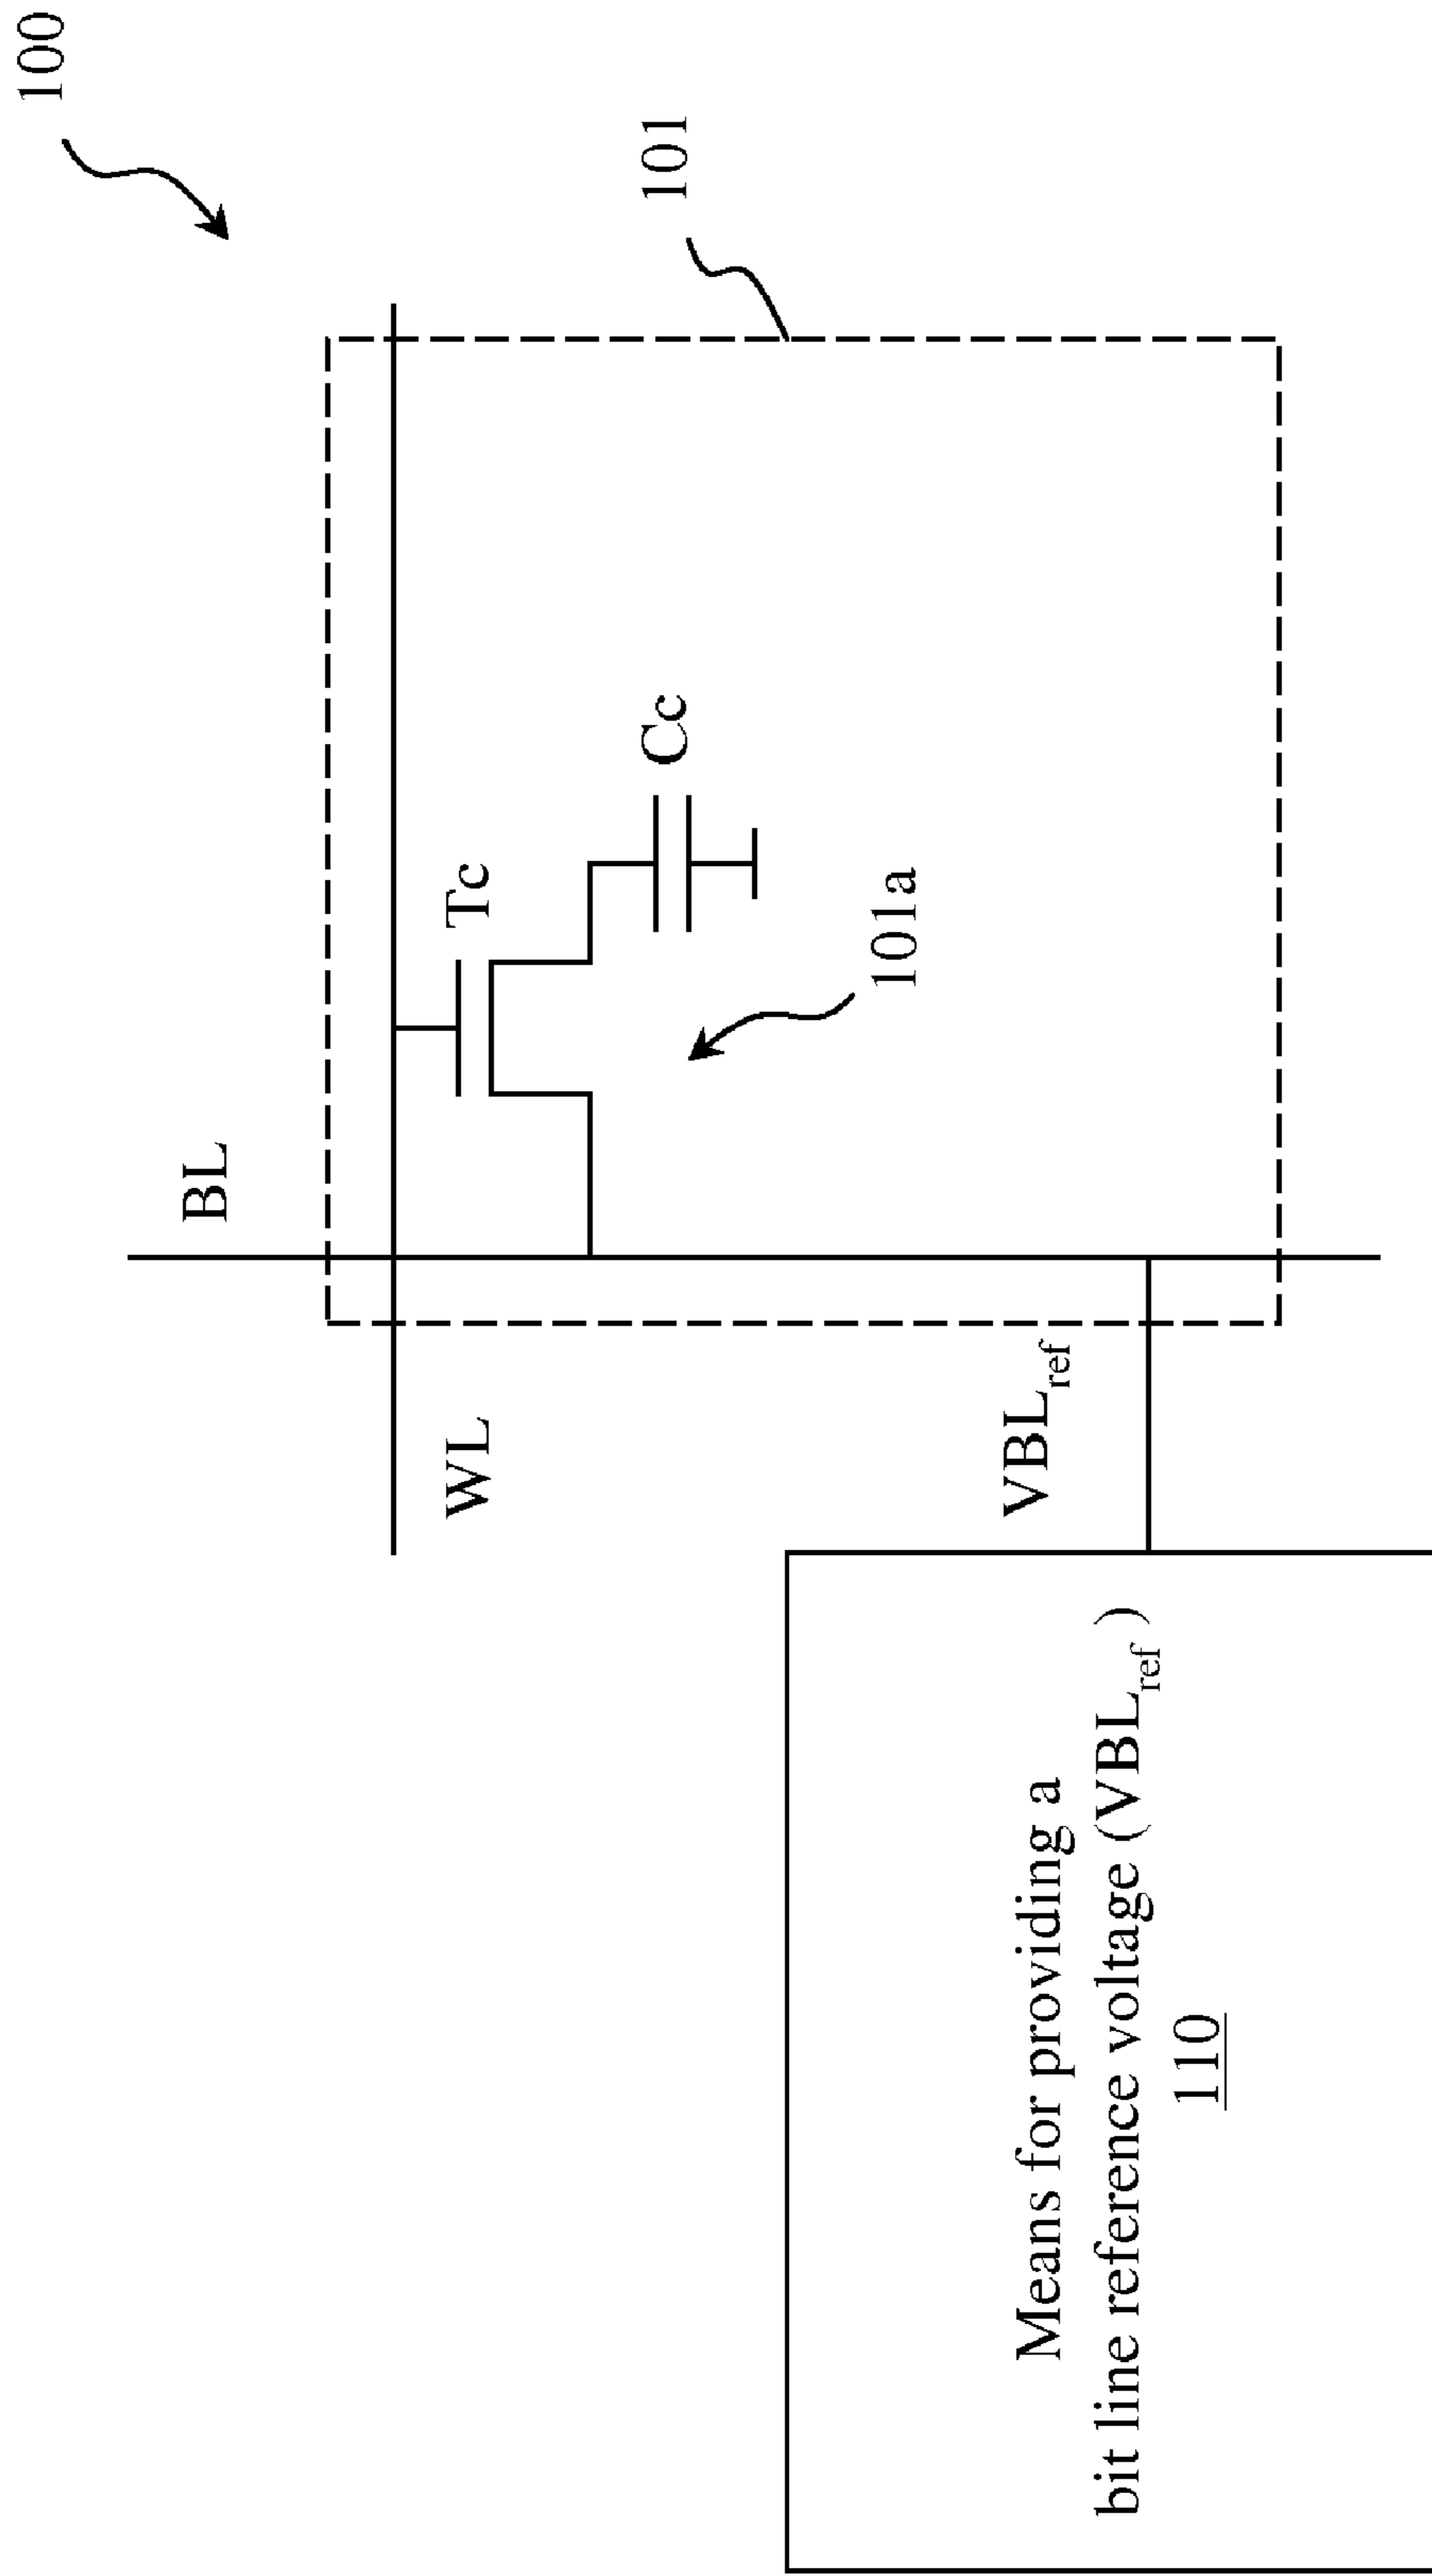 100
101
BL
Tc
Cc
101a
WL
VBLref
Means for providing a
bit line reference voltage (VBLref)
110